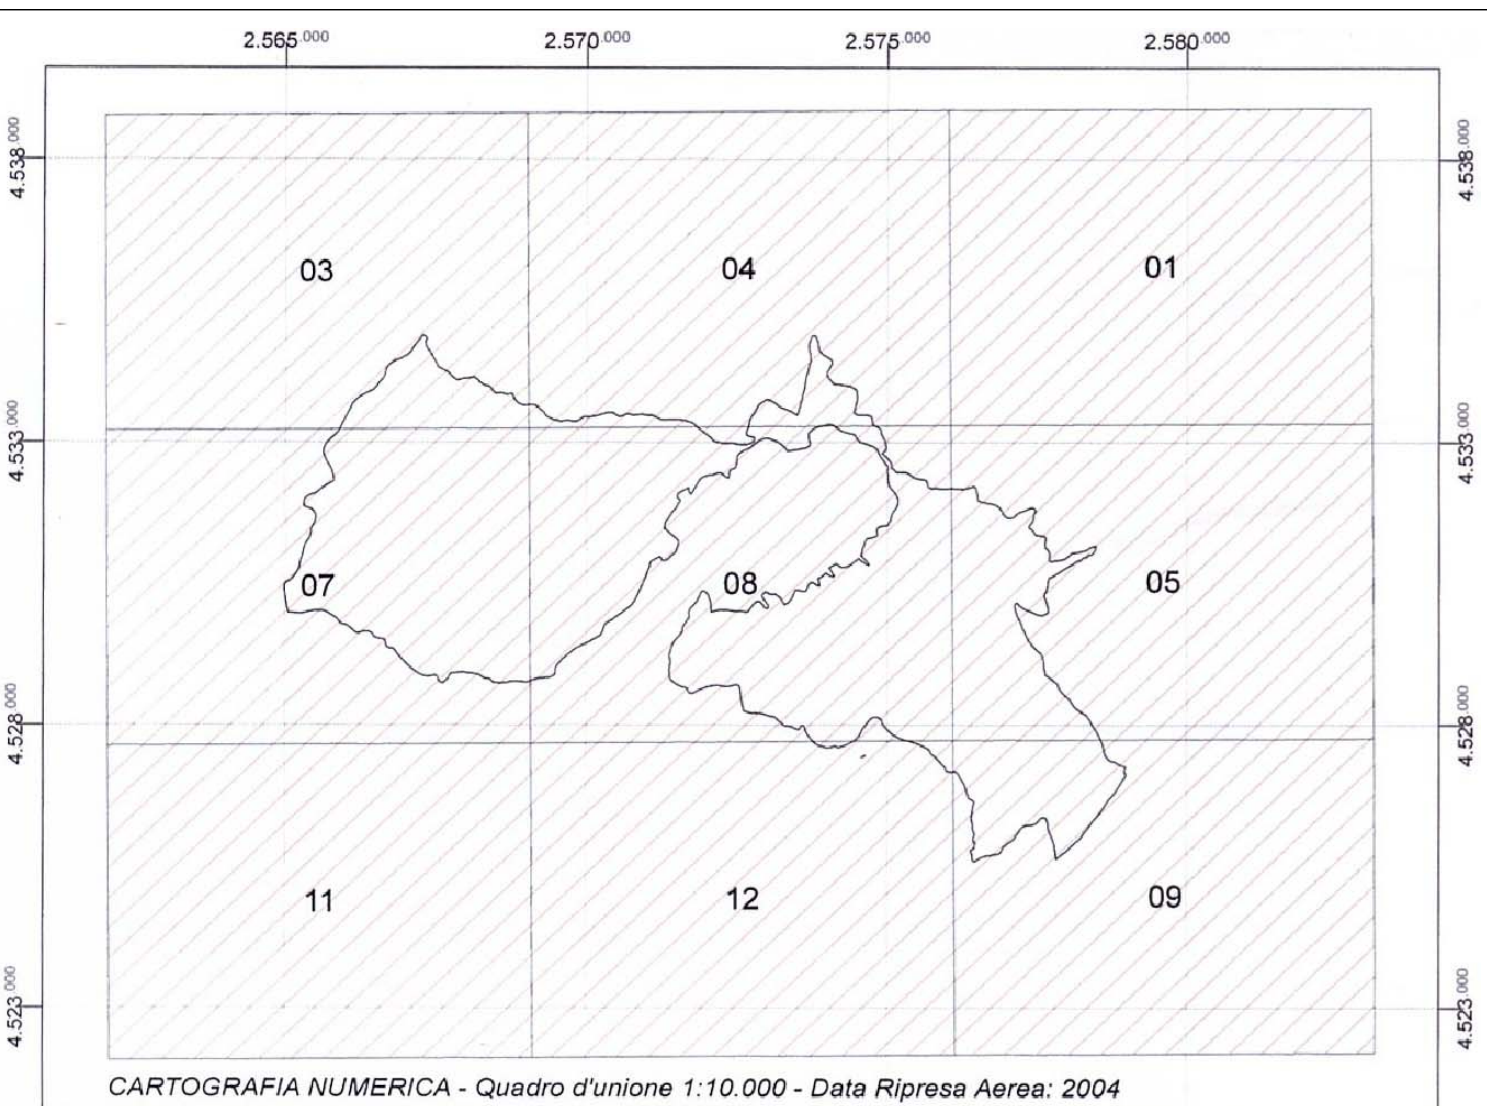 2.565.000 2.570.000 2.575.000 2.580.000
4.538.000 4.538.000
03 04 01
4.533.000 4.533.000
07 08 05
4.528.000 4.528.000
11 12 09
4.523.000 4.523.000
CARTOGRAFIA NUMERICA - Quadro d'unione 1:10.000 - Data Ripresa Aerea: 2004